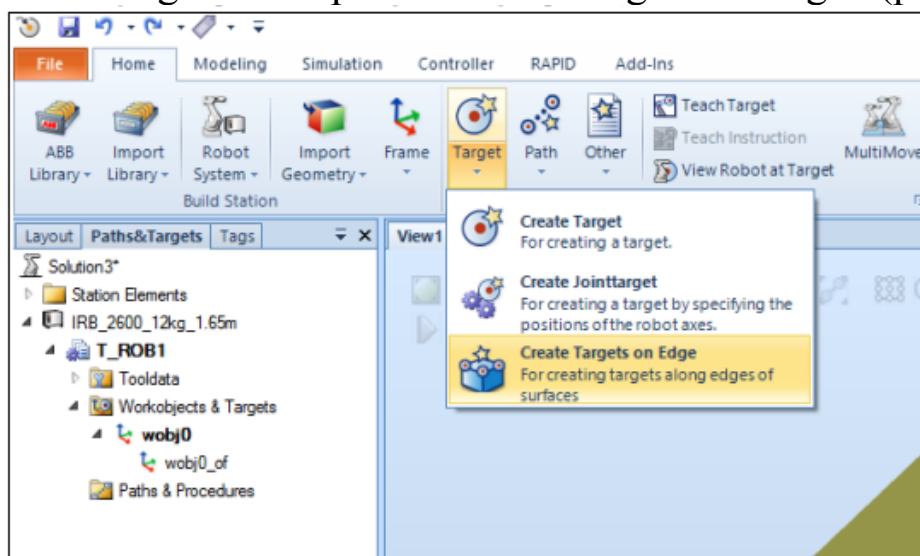 File Home Modeling Simulation Controller RAPID Add-Ins
ABB Library
Import Library
Robot System
Import Geometry
Frame
Target
Path
Other
Teach Target
Teach Instruction
View Robot at Target
MultiMove
Build Station
Layout Paths&Targets Tags
View1
Solution3*
Station Elements
IRB_2600_12kg_1.65m
T_ROB1
Tooldata
Workobjects & Targets
wobj0
wobj0_of
Paths & Procedures
Create Target
For creating a target.
Create Jointtarget
For creating a target by specifying the
positions of the robot axes.
Create Targets on Edge
For creating targets along edges of
surfaces